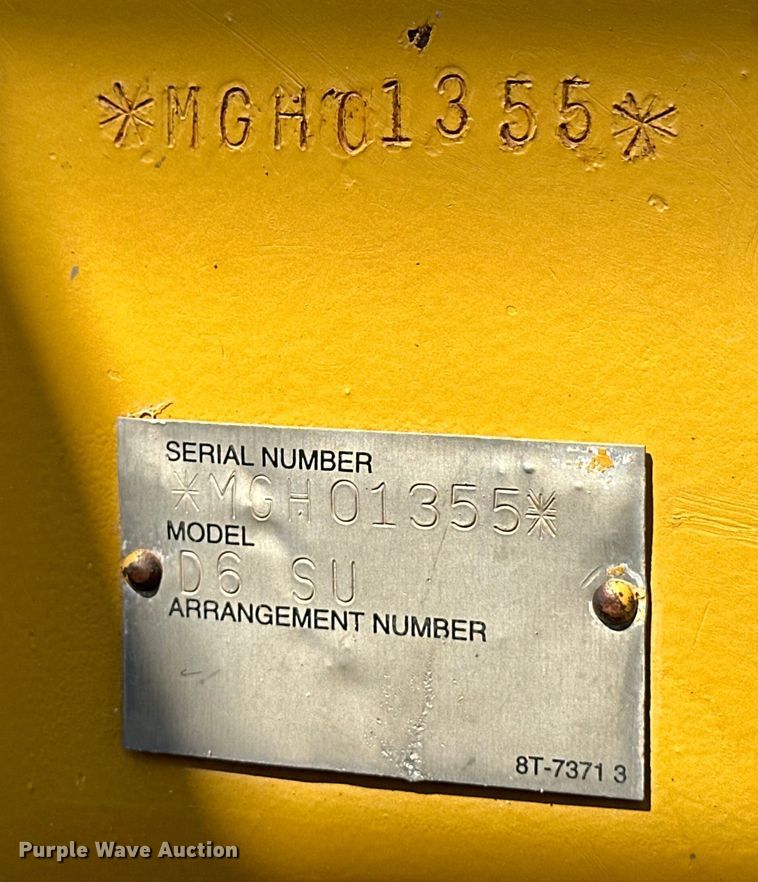 *MGH01355*
SERIAL NUMBER
*MGH01355*
MODEL
D6 SU
ARRANGEMENT NUMBER
8T-7371 3
Purple Wave Auction